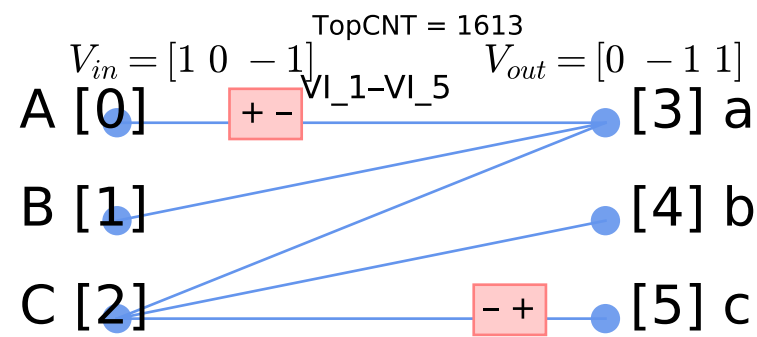 TopCNT = 1613
V_in = [1 0 −1] V_out = [0 −1 1]
VI_1–VI_5
A [0] + – [3] a
B [1] [4] b
C [2] – + [5] c